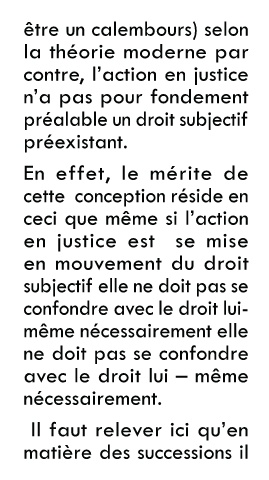 être un calembours) selon
la théorie moderne par
contre, l'action en justice
n'a pas pour fondement
préalable un droit subjectif
préexistant.
En effet, le mérite de
cette conception réside en
ceci que même si l'action
en justice est se mise
en mouvement du droit
subjectif elle ne doit pas se
confondre avec le droit lui-
même nécessairement elle
ne doit pas se confondre
avec le droit lui – même
nécessairement.
Il faut relever ici qu'en
matière des successions il